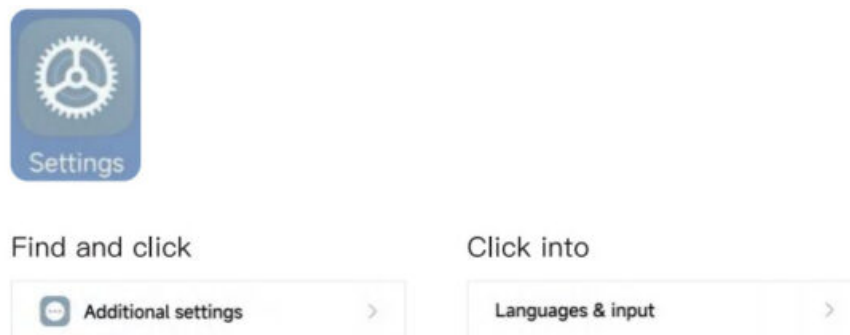 Settings
Find and click
Click into
Additional settings
Languages & input